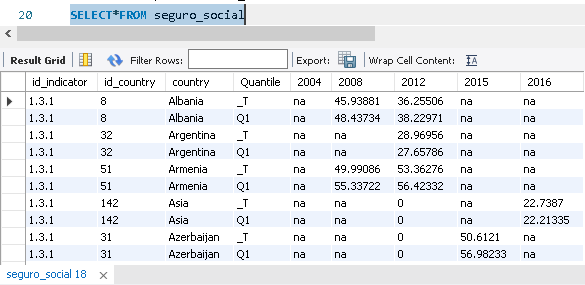 20 SELECT*FROM seguro_social
Result Grid Filter Rows: Export: Wrap Cell Content: IA
id_indicator id_country country Quantile 2004 2008 2012 2015 2016
1.3.1 8 Albania _T na 45.93881 36.25506 na na
1.3.1 8 Albania Q1 na 48.43734 38.22971 na na
1.3.1 32 Argentina _T na na 28.96956 na na
1.3.1 32 Argentina Q1 na na 27.65786 na na
1.3.1 51 Armenia _T na 49.99086 53.36276 na na
1.3.1 51 Armenia Q1 na 55.33722 56.42332 na na
1.3.1 142 Asia _T na na 0 na 22.7387
1.3.1 142 Asia Q1 na na 0 na 22.21335
1.3.1 31 Azerbaijan _T na na 0 50.6121 na
1.3.1 31 Azerbaijan Q1 na na 0 56.98233 na
seguro_social 18